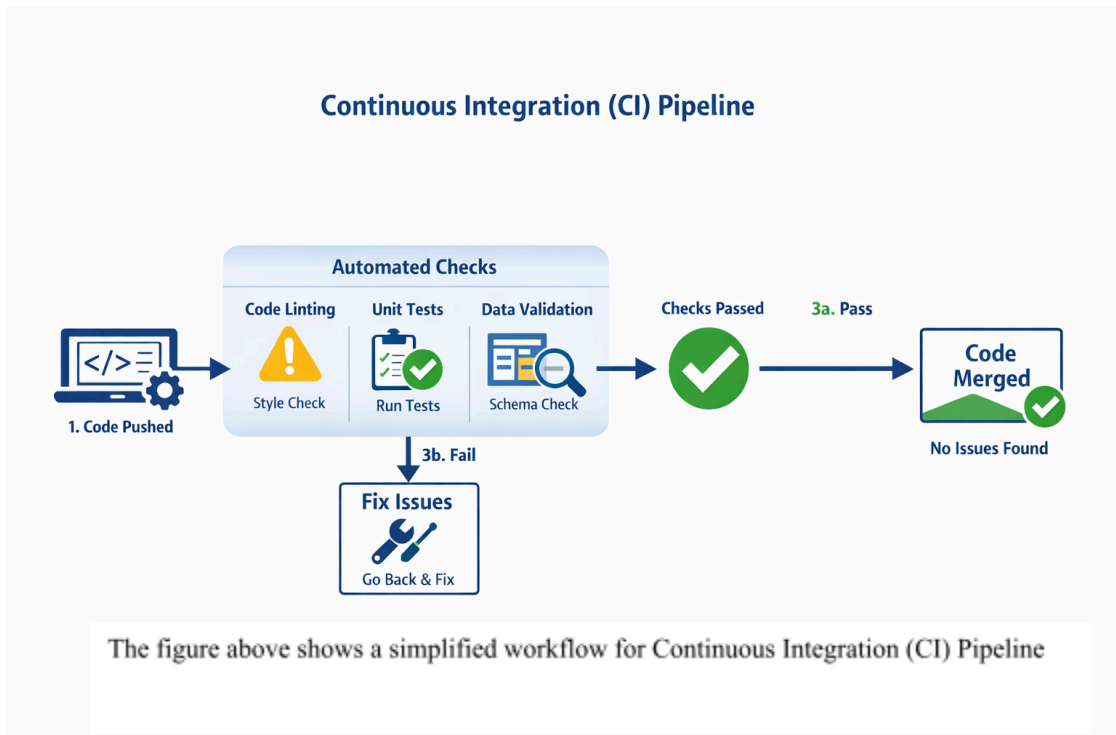 Continuous Integration (CI) Pipeline
Automated Checks
Code Linting
Style Check
Unit Tests
Run Tests
Data Validation
Schema Check
</>
1. Code Pushed
Checks Passed
3a. Pass
Code
Merged
No Issues Found
3b. Fail
Fix Issues
Go Back & Fix
The figure above shows a simplified workflow for Continuous Integration (CI) Pipeline